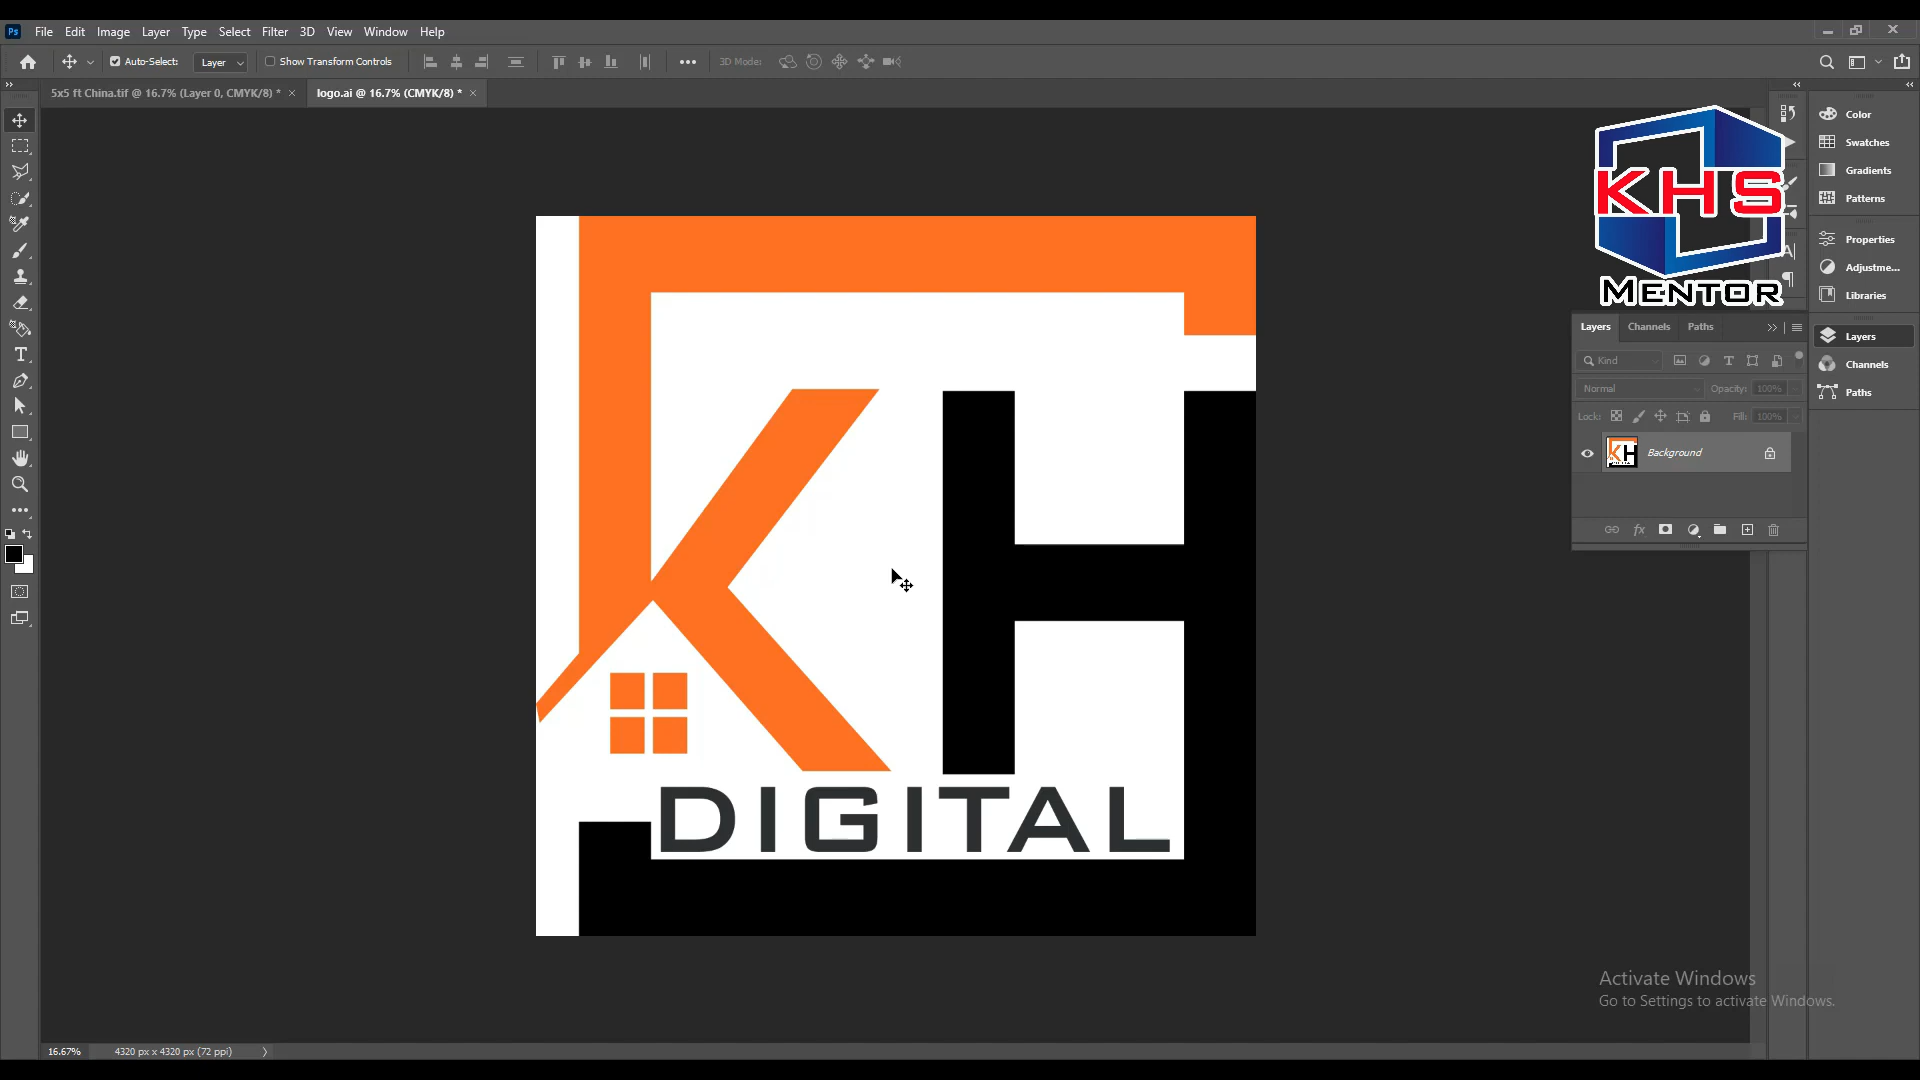 Ps File Edit Image Layer Type Select Filter 3D View Window Help
Auto-Select: Layer Show Transform Controls 3D Mode:
5x5 ft China.tif @ 16.7% (Layer 0, CMYK/8) * × logo.ai @ 16.7% (CMYK/8) * ×
Color
Swatches
Gradients
Patterns
Properties
Adjustme...
Libraries
Layers
Channels
Paths
KHS
MENTOR
Layers Channels Paths
Kind
Normal Opacity: 100%
Lock: Fill: 100%
Background
KH
DIGITAL
Activate Windows
Go to Settings to activate Windows.
16.67% 4320 px x 4320 px (72 ppi)